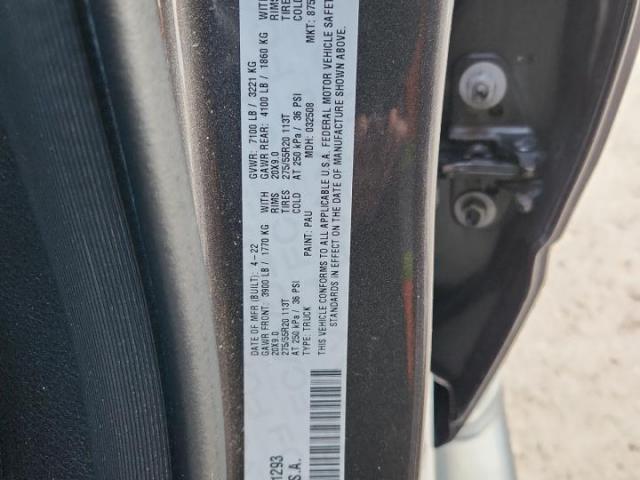 DATE OF MFR (BUILT): 4-22 GVWR: 7100 LB / 3221 KG
GAWR FRONT: 3900 LB / 1770 KG WITH GAWR REAR: 4100 LB / 1860 KG WITH
20X9.0 RIMS 20X9.0 RIMS
275/55R20 113T TIRES 275/55R20 113T TIRES
AT 250 kPa / 36 PSI COLD AT 250 kPa / 36 PSI COLD
TYPE: TRUCK PAINT: PAU MDH: 032508 MKT: 875
THIS VEHICLE CONFORMS TO ALL APPLICABLE U.S.A. FEDERAL MOTOR VEHICLE SAFET
STANDARDS IN EFFECT ON THE DATE OF MANUFACTURE SHOWN ABOVE.
1293
S.A.